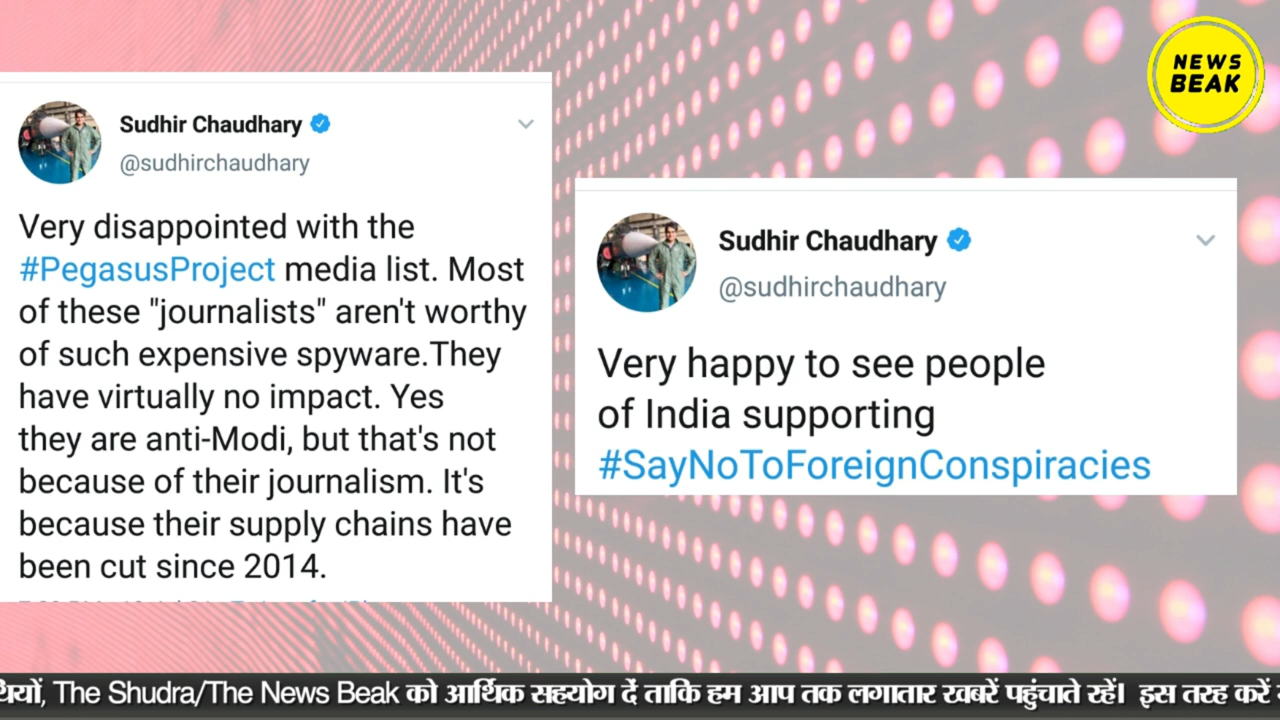 NEWS
BEAK
Sudhir Chaudhary
@sudhirchaudhary
Very disappointed with the
#PegasusProject media list. Most
of these "journalists" aren't worthy
of such expensive spyware.They
have virtually no impact. Yes
they are anti-Modi, but that's not
because of their journalism. It's
because their supply chains have
been cut since 2014.
Sudhir Chaudhary
@sudhirchaudhary
Very happy to see people
of India supporting
#SayNoToForeignConspiracies
The Shudra/The News Beak को आर्थिक सहयोग दें ताकि हम आप तक लगातार खबरें पहुंचाते रहें। इस तरह करें